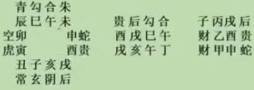 青勾合朱
辰巳午未 贵后勾合 子丙戌后
空卯 申蛇 酉戌巳午 财乙酉贵
虎寅 酉贵 戌亥午丁 财甲申蛇
丑子亥戌
常玄阴后